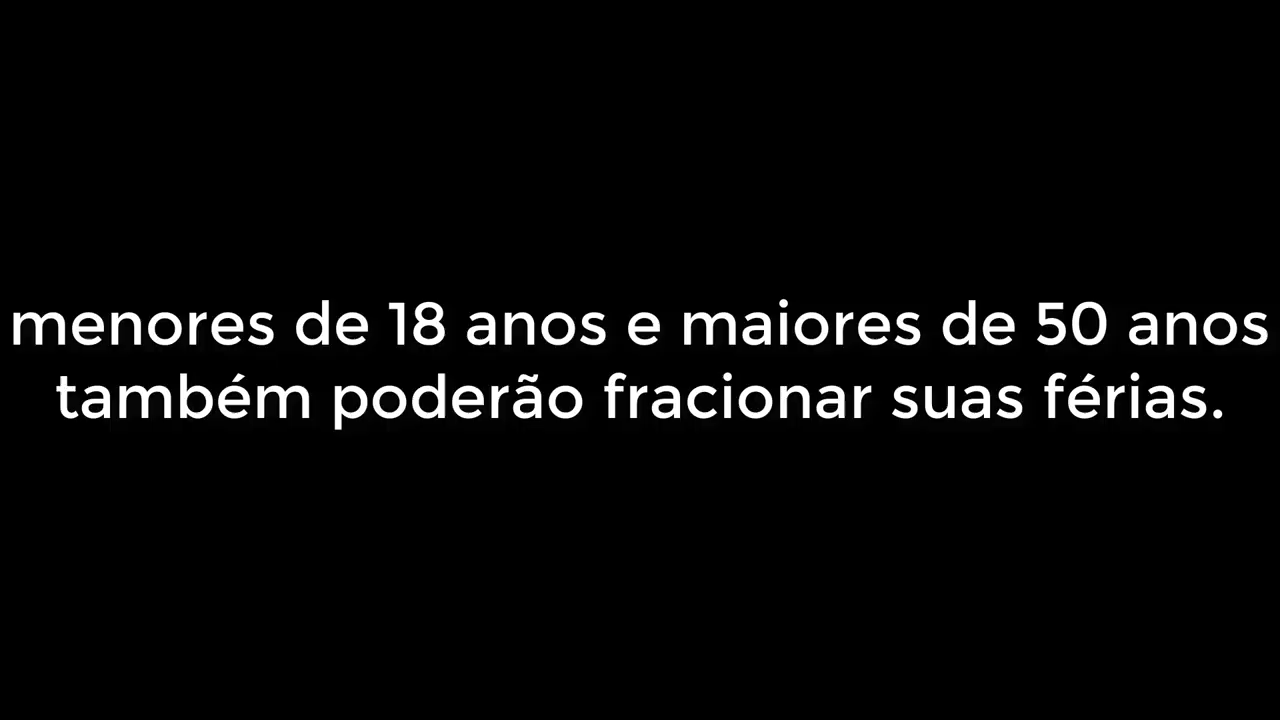 menores de 18 anos e maiores de 50 anos
também poderão fracionar suas férias.